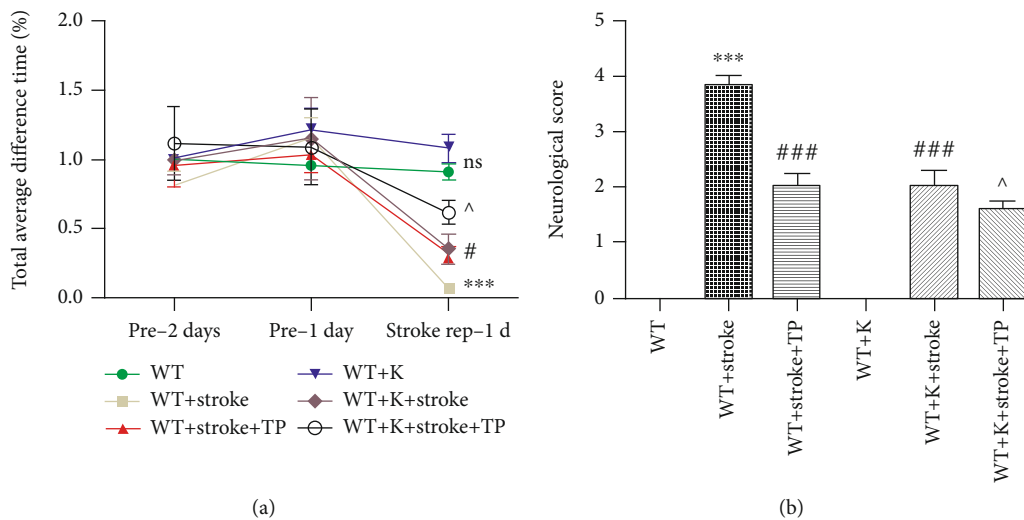 Total average difference time (%)
2.0
1.5
1.0
0.5
0.0
ns
^
#
***
Pre–2 days
Pre–1 day
Stroke rep–1 d
WT
WT+K
WT+stroke
WT+K+stroke
WT+stroke+TP
WT+K+stroke+TP
(a)
Neurological score
5
4
3
2
1
0
***
###
###
^
WT
WT+stroke
WT+stroke+TP
WT+K
WT+K+stroke
WT+K+stroke+TP
(b)